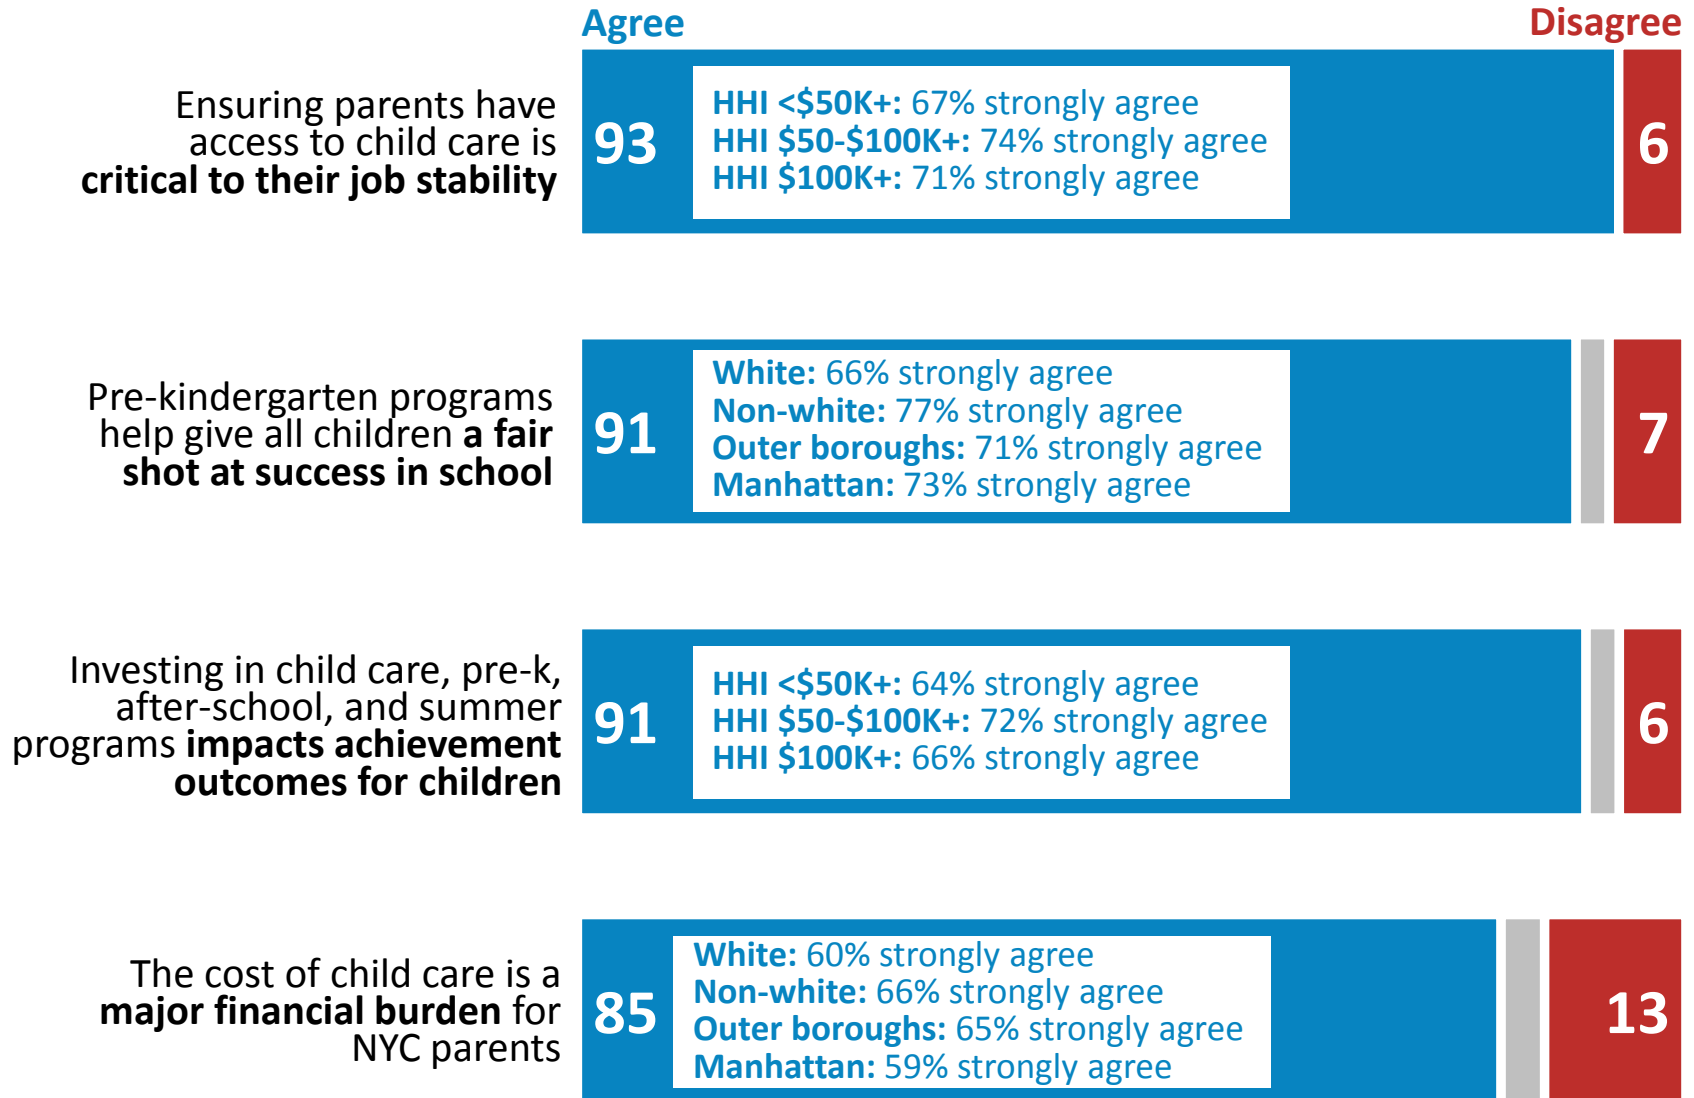 Agree
Disagree
Ensuring parents have
access to child care is
critical to their job stability
93
HHI <$50K+: 67% strongly agree
HHI $50-$100K+: 74% strongly agree
HHI $100K+: 71% strongly agree
6
Pre-kindergarten programs
help give all children a fair
shot at success in school
91
White: 66% strongly agree
Non-white: 77% strongly agree
Outer boroughs: 71% strongly agree
Manhattan: 73% strongly agree
7
Investing in child care, pre-k,
after-school, and summer
programs impacts achievement
outcomes for children
91
HHI <$50K+: 64% strongly agree
HHI $50-$100K+: 72% strongly agree
HHI $100K+: 66% strongly agree
6
The cost of child care is a
major financial burden for
NYC parents
85
White: 60% strongly agree
Non-white: 66% strongly agree
Outer boroughs: 65% strongly agree
Manhattan: 59% strongly agree
13